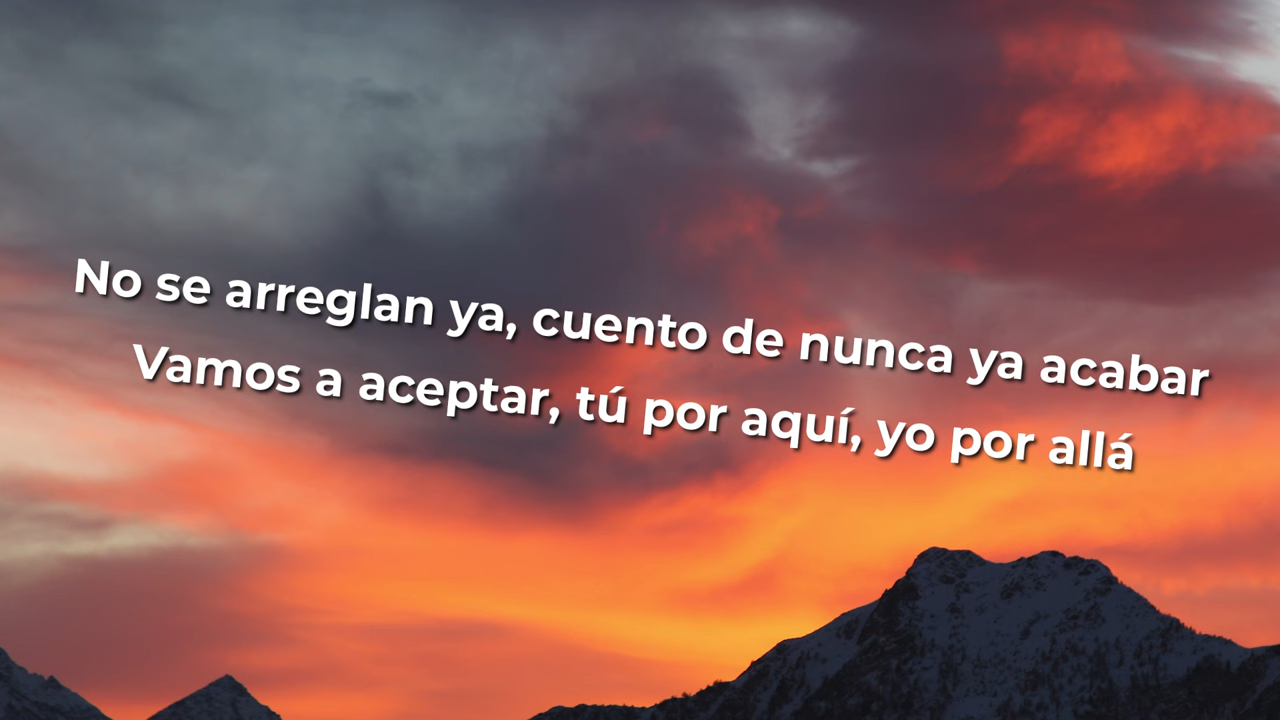 No se arreglan ya, cuento de nunca ya acabar
Vamos a aceptar, tú por aquí, yo por allá